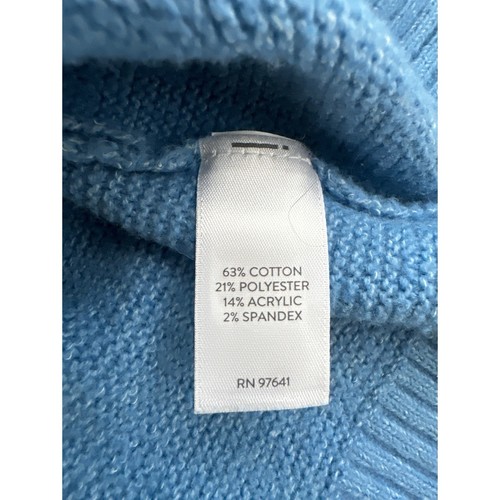 63% COTTON
21% POLYESTER
14% ACRYLIC
2% SPANDEX
RN 97641